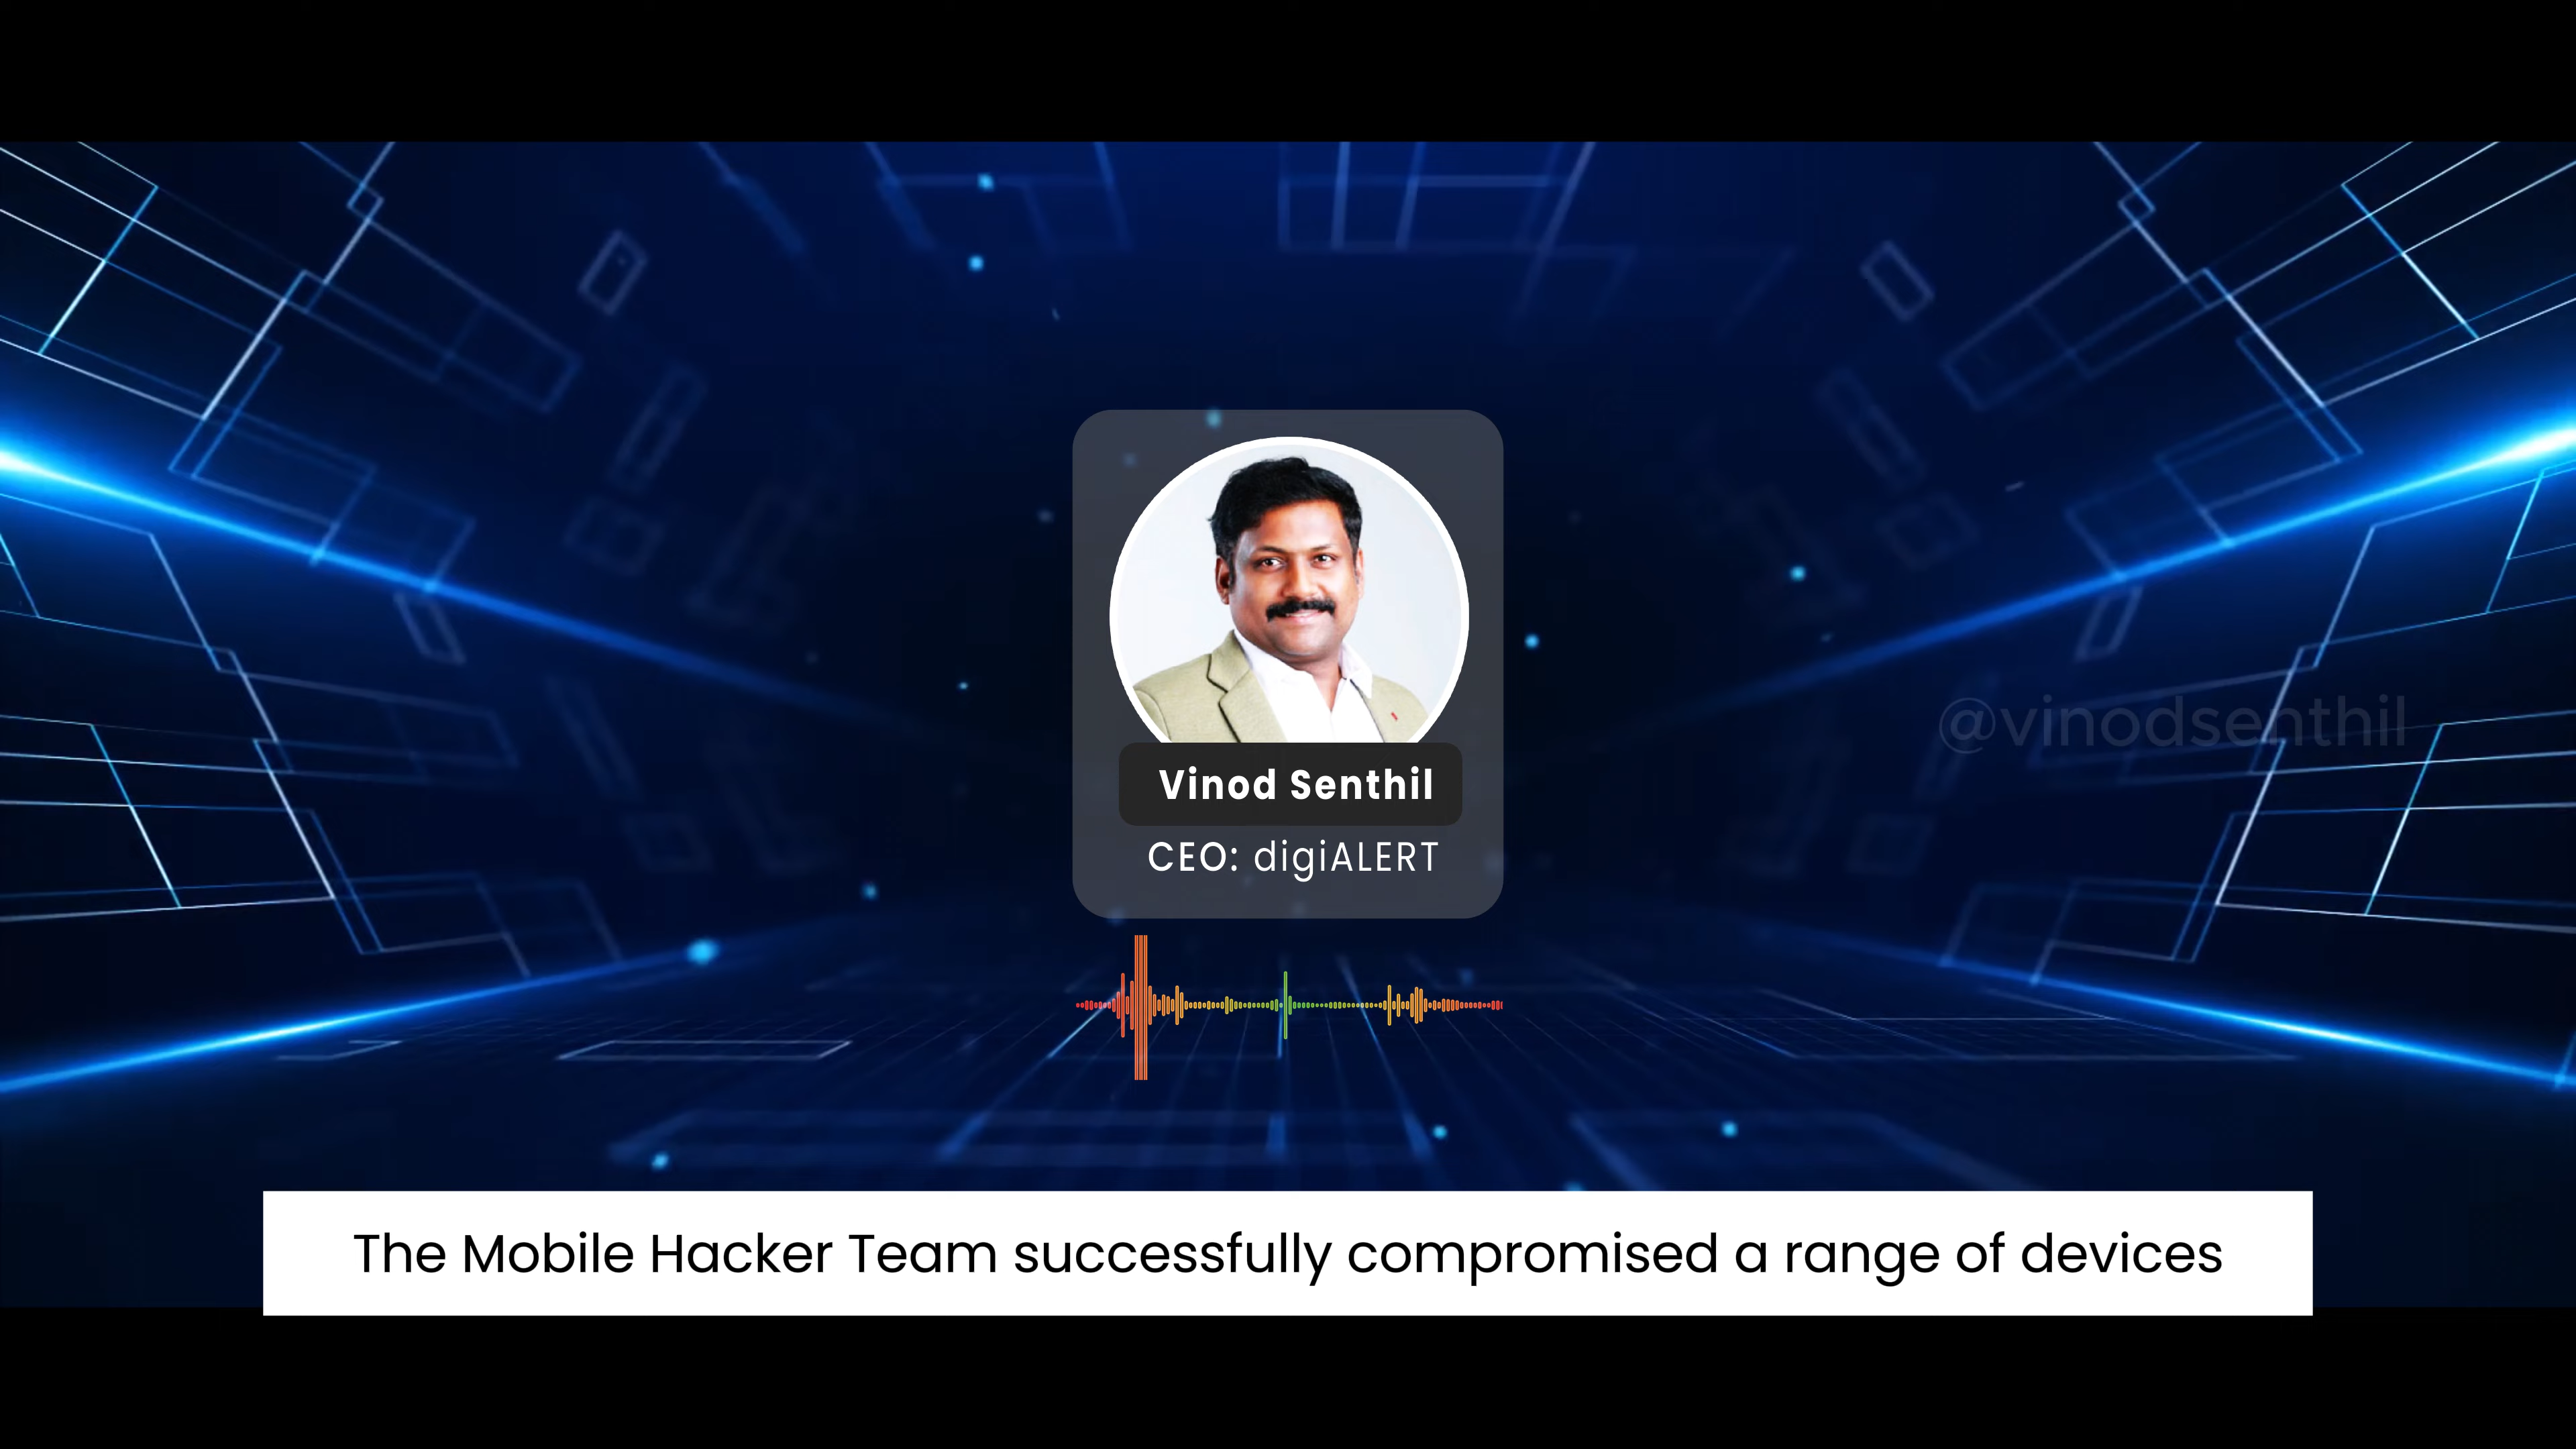 Vinod Senthil
CEO: digiALERT
@vinodsenthil
The Mobile Hacker Team successfully compromised a range of devices